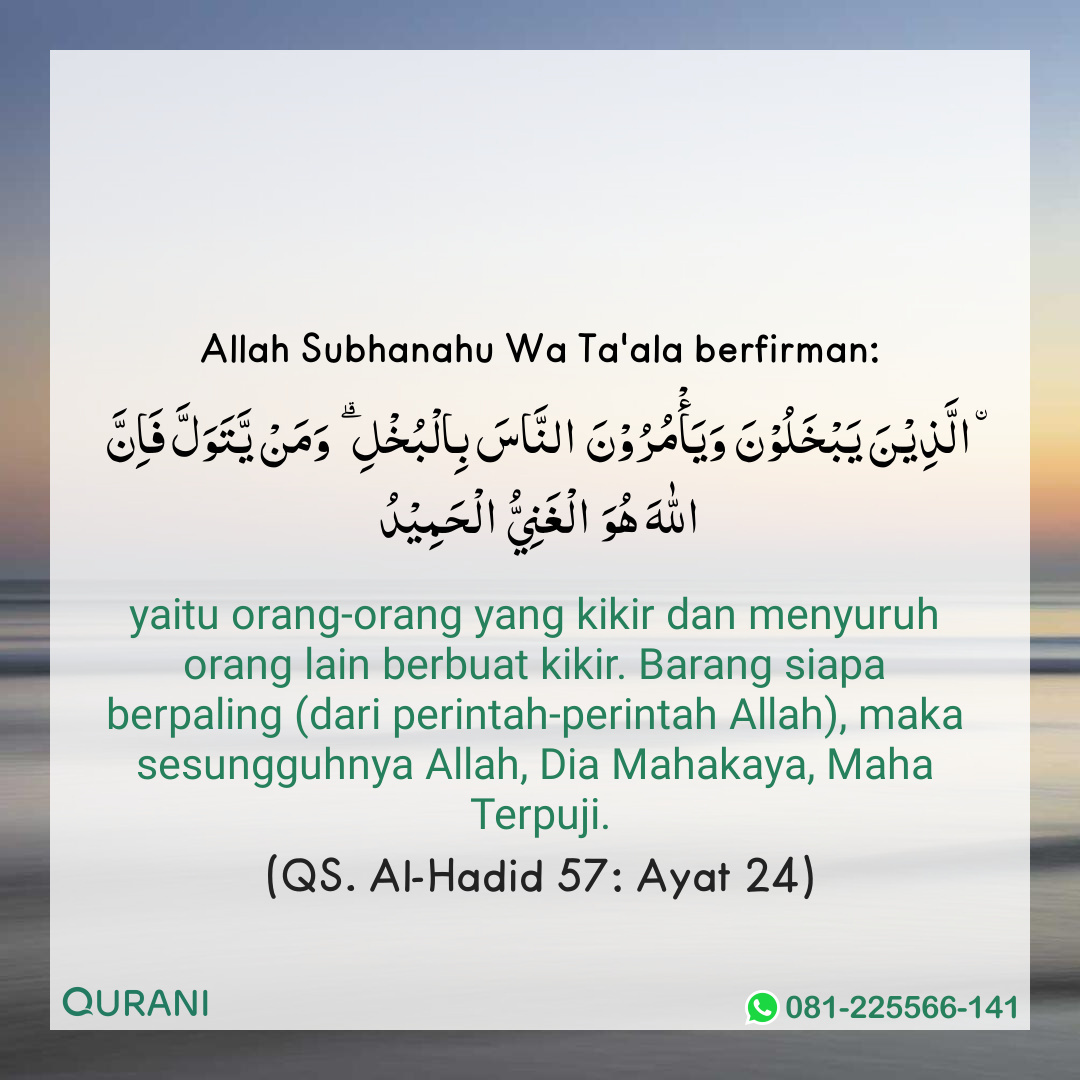 Allah Subhanahu Wa Ta'ala berfirman:
ۨالَّذِيْنَ يَبْخَلُوْنَ وَيَأْمُرُوْنَ النَّاسَ بِالْبُخْلِ ۗ وَمَنْ يَّتَوَلَّ فَاِنَّ
اللّٰهَ هُوَ الْغَنِيُّ الْحَمِيْدُ
yaitu orang-orang yang kikir dan menyuruh
orang lain berbuat kikir. Barang siapa
berpaling (dari perintah-perintah Allah), maka
sesungguhnya Allah, Dia Mahakaya, Maha
Terpuji.
(QS. Al-Hadid 57: Ayat 24)
QURANI
081-225566-141